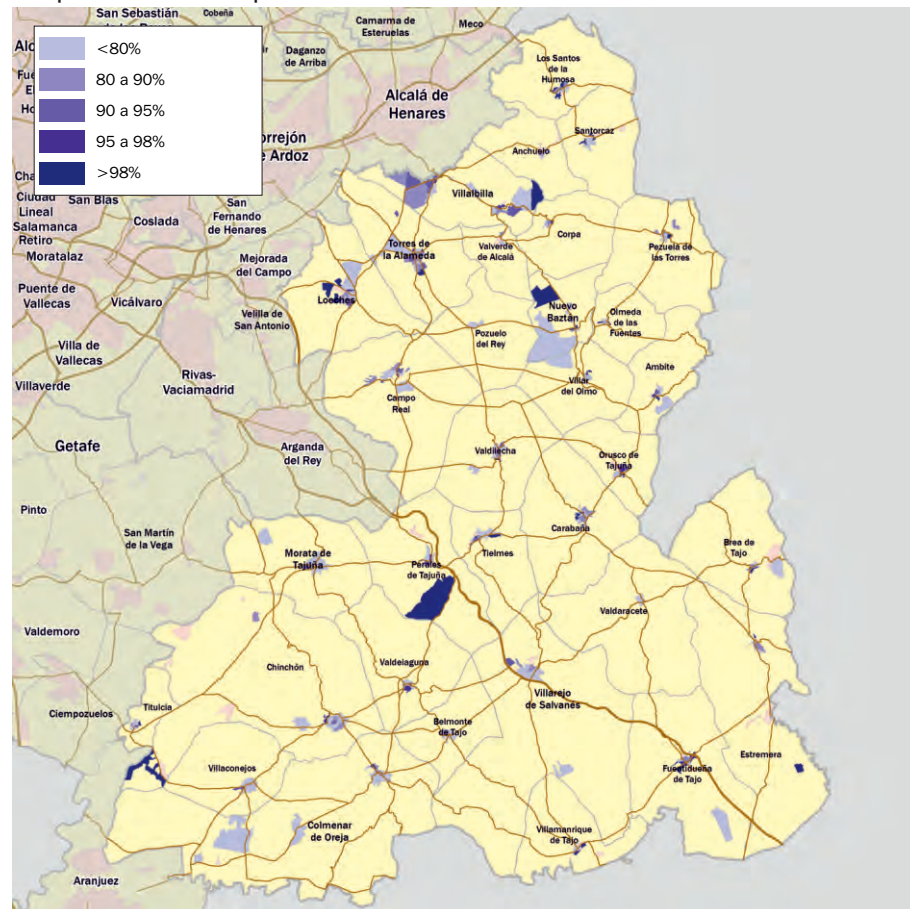 San Sebastián
Cobeña
Camarma de
Esteruelas
Meco
<80%
80 a 90%
90 a 95%
95 a 98%
>98%
Daganzo
de Arriba
Los Santos
de la
Humosa
Alcalá de
Henares
Santorcaz
Anchuelo
Ciudad
Lineal
San Blas
Salamanca
Retiro
Moratalaz
Coslada
San
Fernando
de Henares
Villalbilla
Corpa
Torres de
la Alameda
Valverde
de Alcalá
Pezuela de
las Torres
Mejorada
del Campo
Puente de
Vallecas
Vicálvaro
Loeches
Velilla de
San Antonio
Nuevo
Baztán
Olmeda
de las
Fuentes
Pozuelo
del Rey
Villa de
Vallecas
Villaverde
Rivas-
Vaciamadrid
Ambite
Villar
del Olmo
Campo
Real
Getafe
Arganda
del Rey
Valdilecha
Orusco de
Tajuña
Pinto
San Martín
de la Vega
Carabaña
Morata de
Tajuña
Perales
de Tajuña
Tielmes
Brea de
Tajo
Valdaracete
Valdemoro
Chinchón
Valdelaguna
Villarejo
de Salvanés
Ciempozuelos
Titulcia
Belmonte
de Tajo
Estremera
Villaconejos
Fuentidueña
de Tajo
Colmenar
de Oreja
Villamanrique
de Tajo
Aranjuez